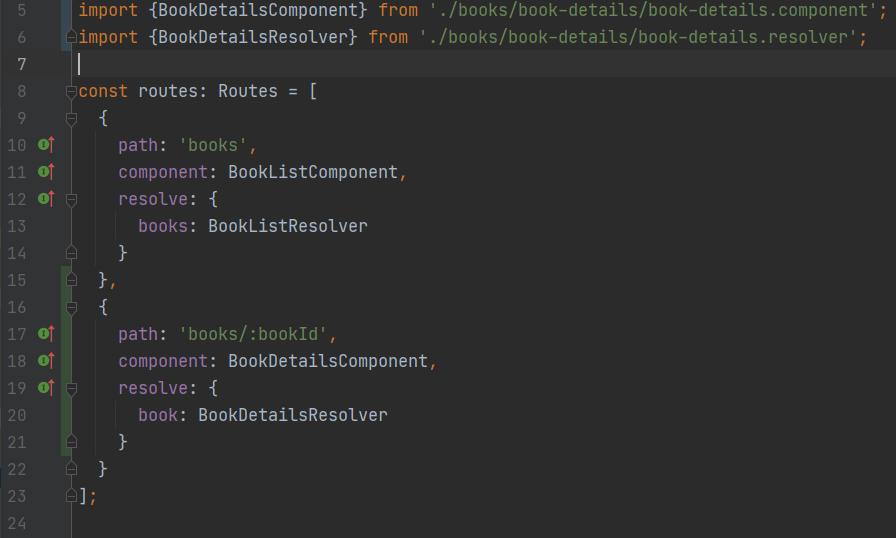 5 import {BookDetailsComponent} from './books/book-details/book-details.component';
6 import {BookDetailsResolver} from './books/book-details/book-details.resolver';
7
8 const routes: Routes = [
9   {
10     path: 'books',
11     component: BookListComponent,
12     resolve: {
13       books: BookListResolver
14     }
15   },
16   {
17     path: 'books/:bookId',
18     component: BookDetailsComponent,
19     resolve: {
20       book: BookDetailsResolver
21     }
22   }
23 ];
24